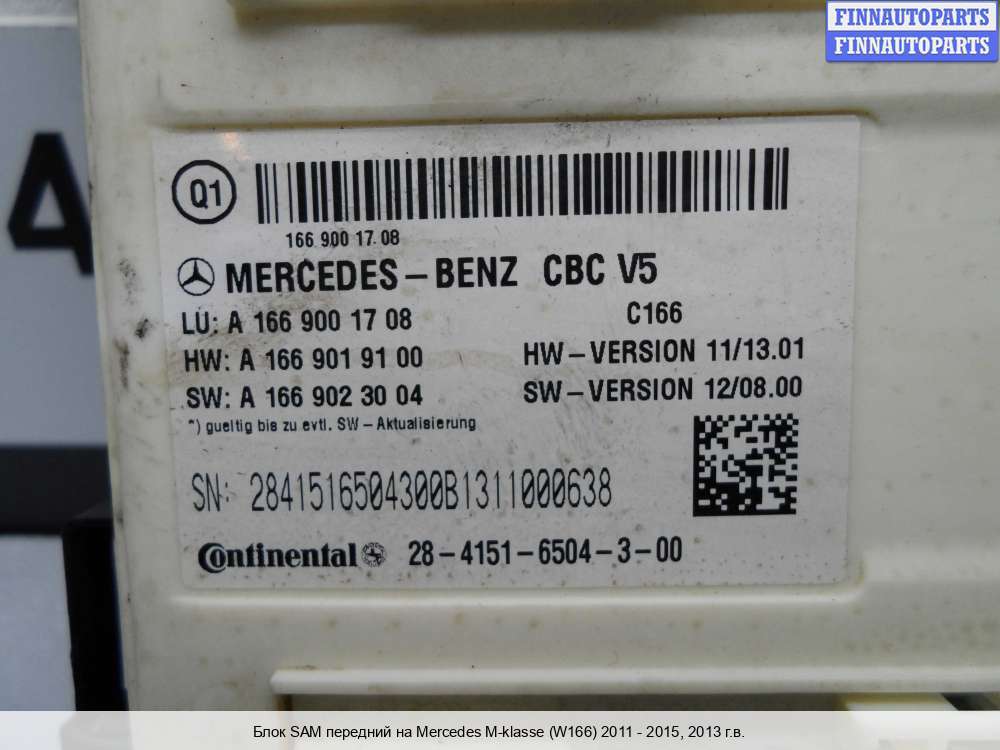 FINNAUTOPARTS
FINNAUTOPARTS
4
Q1
166 900 17 08
MERCEDES-BENZ CBC V5
LU: A 166 900 17 08 C166
HW: A 166 901 91 00 HW-VERSION 11/13.01
SW: A 166 902 30 04 SW-VERSION 12/08.00
*) gueltig bis zu evtl. SW-Aktualisierung
SN: 2841516504300B1311000638
Continental 28-4151-6504-3-00
Блок SAM передний на Mercedes M-klasse (W166) 2011 - 2015, 2013 г.в.